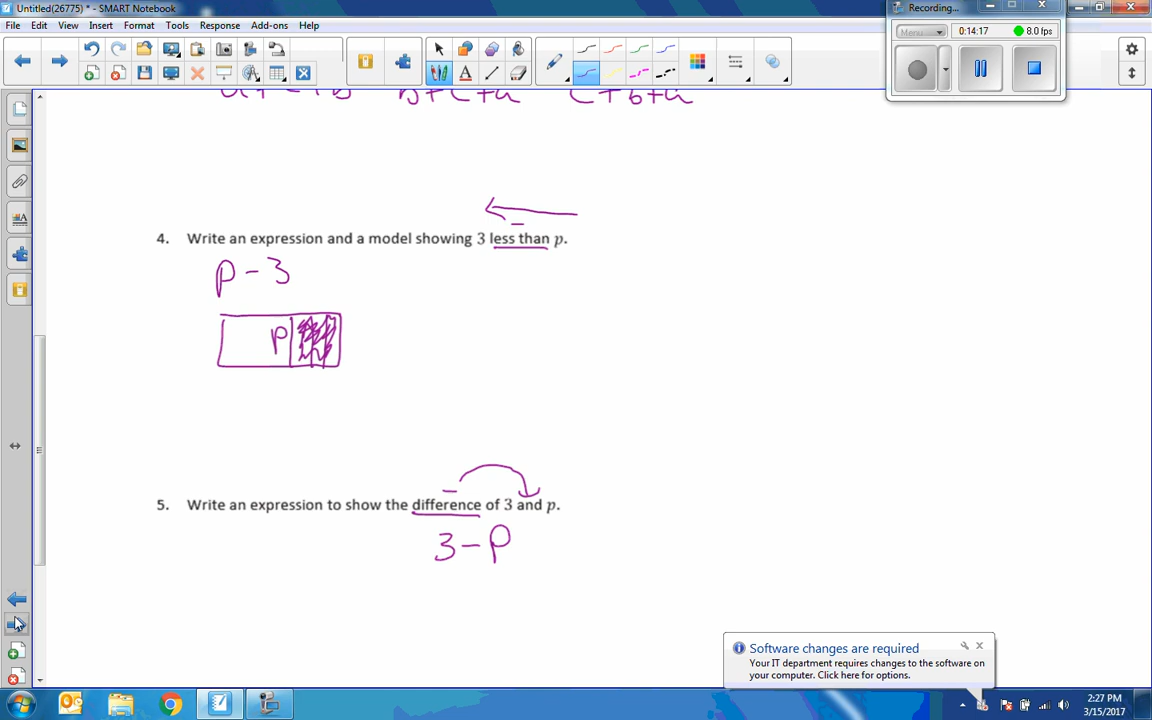 Untitled(26775) * - SMART Notebook
File Edit View Insert Format Tools Response Add-ons Help
Recording...
Menu
0:14:17
8.0 fps
b+c+a c+b+a
4. Write an expression and a model showing 3 less than p.
p - 3
p
5. Write an expression to show the difference of 3 and p.
3 - p
Software changes are required
Your IT department requires changes to the software on
your computer. Click here for options.
2:27 PM
3/15/2017